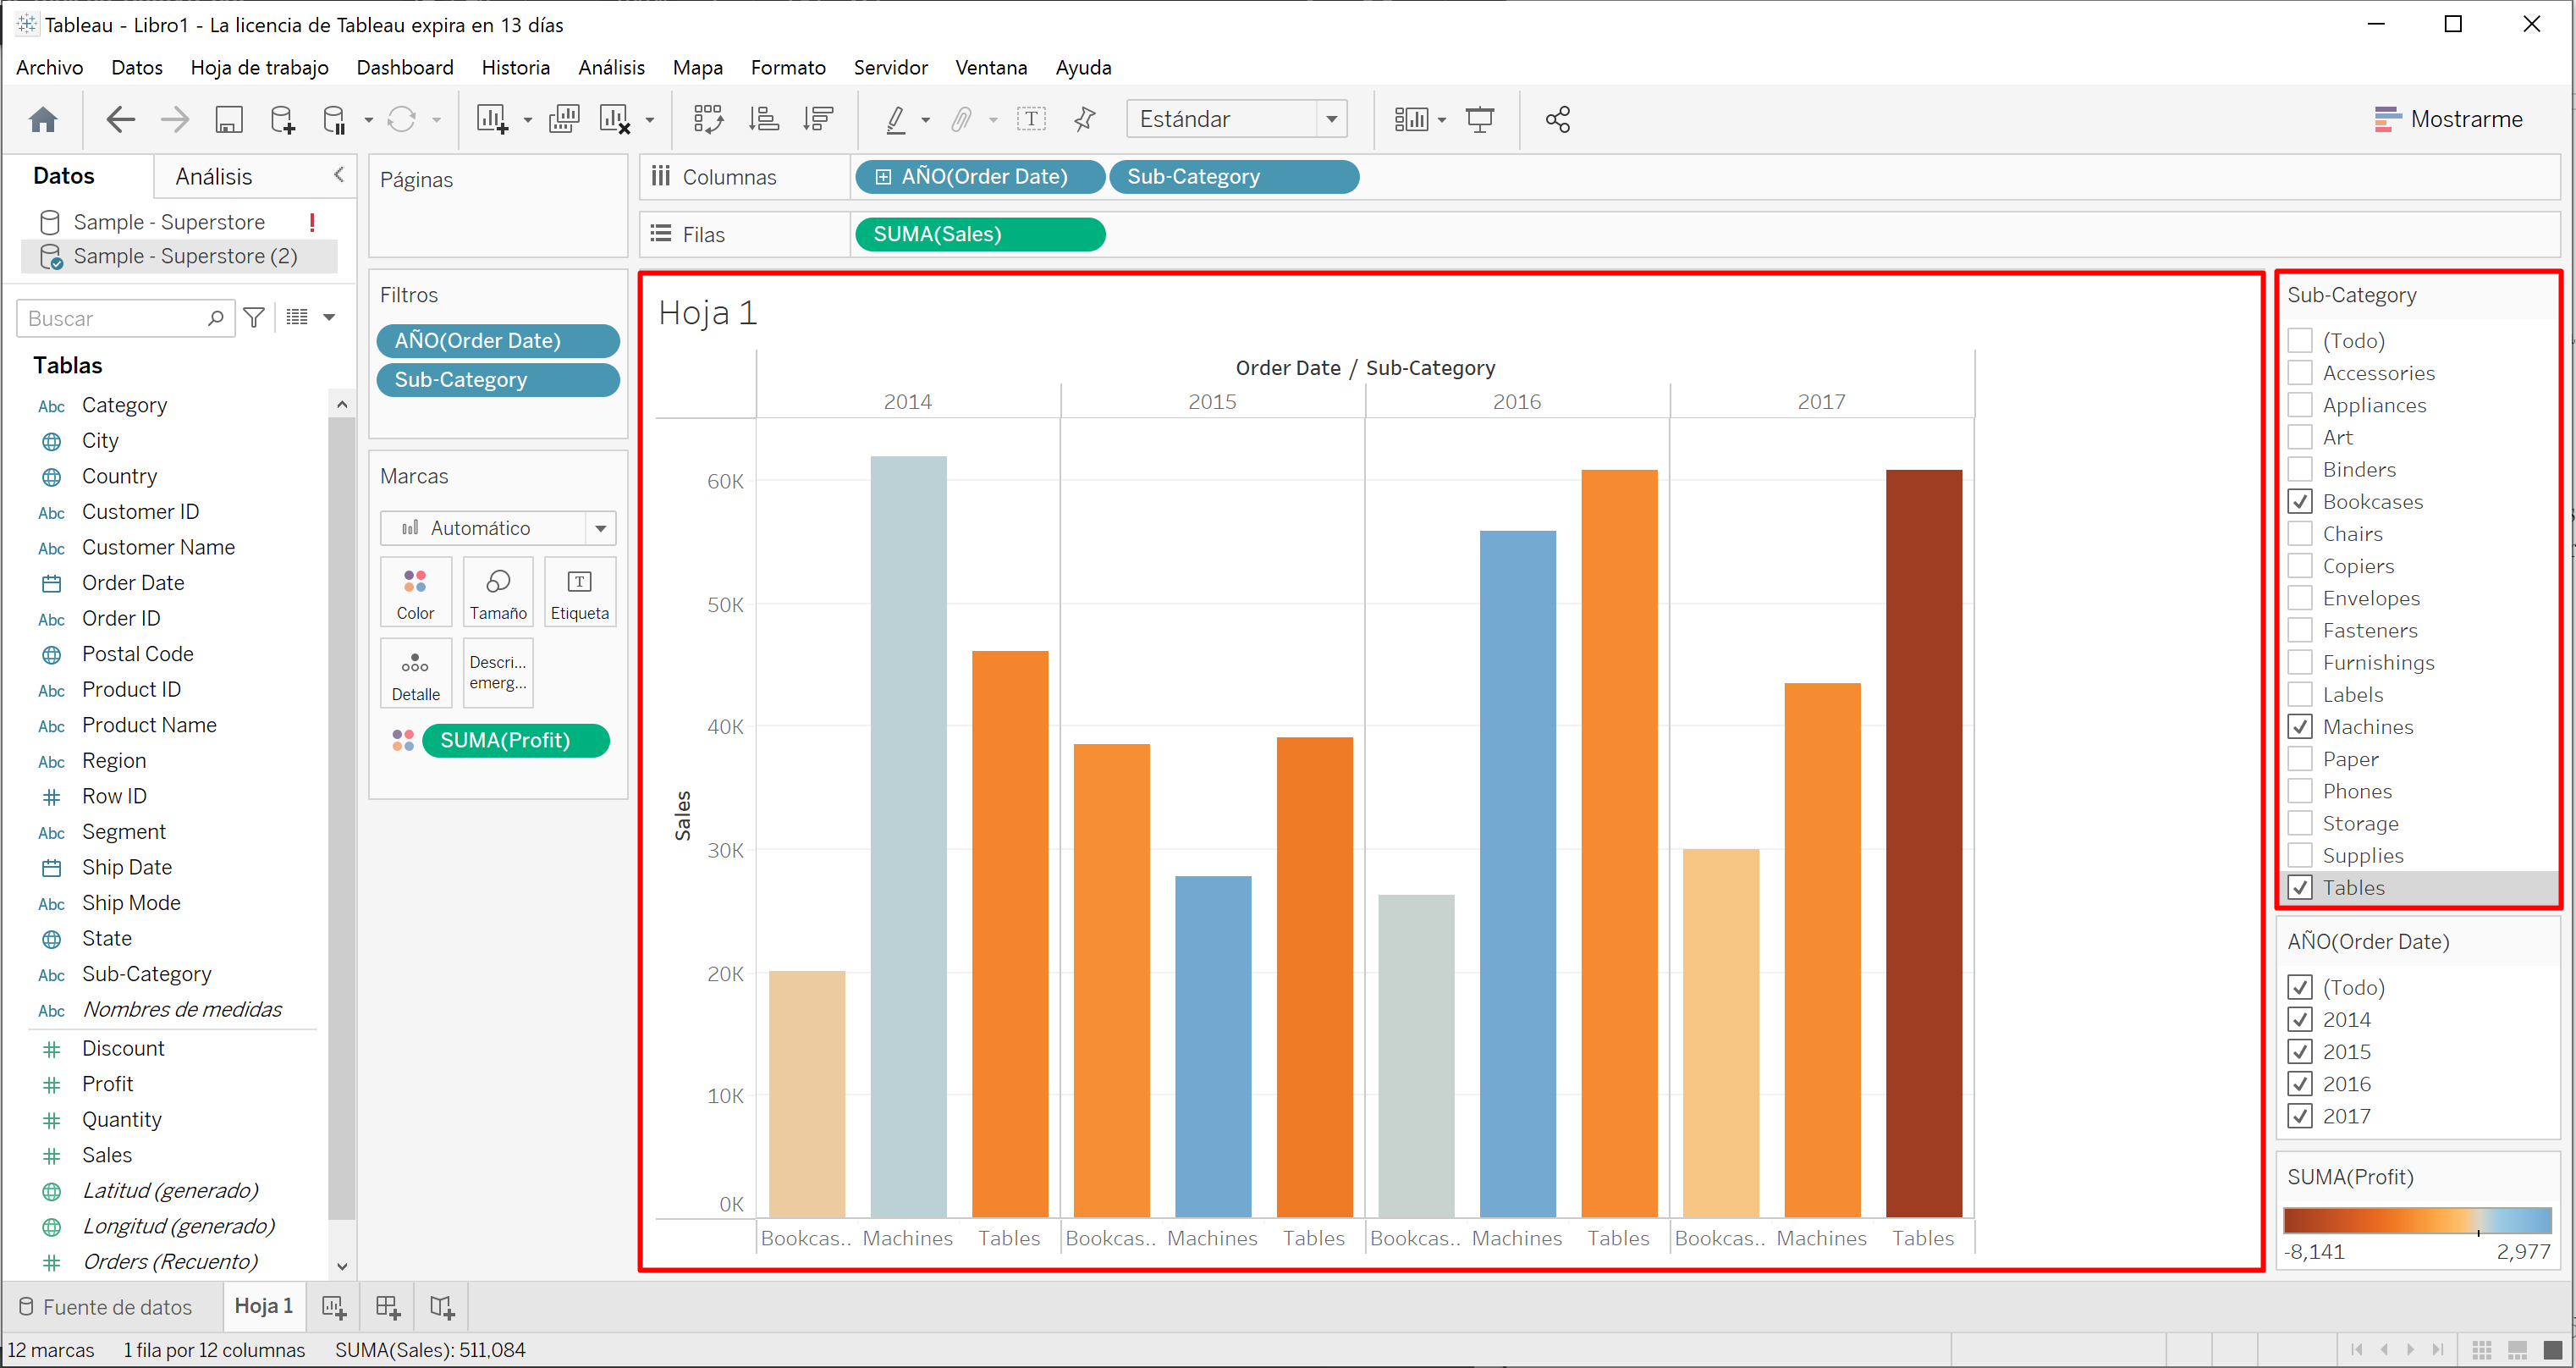 Tableau - Libro1 - La licencia de Tableau expira en 13 días
Archivo Datos Hoja de trabajo Dashboard Historia Análisis Mapa Formato Servidor Ventana Ayuda
Estándar
Mostrarme
Datos
Análisis
Sample - Superstore
Sample - Superstore (2)
Buscar
Tablas
Abc Category
City
Country
Abc Customer ID
Abc Customer Name
Order Date
Abc Order ID
Postal Code
Abc Product ID
Abc Product Name
Abc Region
# Row ID
Abc Segment
Ship Date
Abc Ship Mode
State
Abc Sub-Category
Abc Nombres de medidas
# Discount
# Profit
# Quantity
# Sales
Latitud (generado)
Longitud (generado)
# Orders (Recuento)
Páginas
Filtros
AÑO(Order Date)
Sub-Category
Marcas
Automático
Color Tamaño Etiqueta
Detalle
Descri...
emerg...
SUMA(Profit)
Columnas
AÑO(Order Date) Sub-Category
Filas
SUMA(Sales)
Hoja 1
Order Date / Sub-Category
2014 2015 2016 2017
60K
50K
40K
30K
20K
10K
0K
Sales
Bookcas.. Machines Tables Bookcas.. Machines Tables Bookcas.. Machines Tables Bookcas.. Machines Tables
Sub-Category
(Todo)
Accessories
Appliances
Art
Binders
Bookcases
Chairs
Copiers
Envelopes
Fasteners
Furnishings
Labels
Machines
Paper
Phones
Storage
Supplies
Tables
AÑO(Order Date)
(Todo)
2014
2015
2016
2017
SUMA(Profit)
-8,141 2,977
Fuente de datos
Hoja 1
12 marcas 1 fila por 12 columnas SUMA(Sales): 511,084